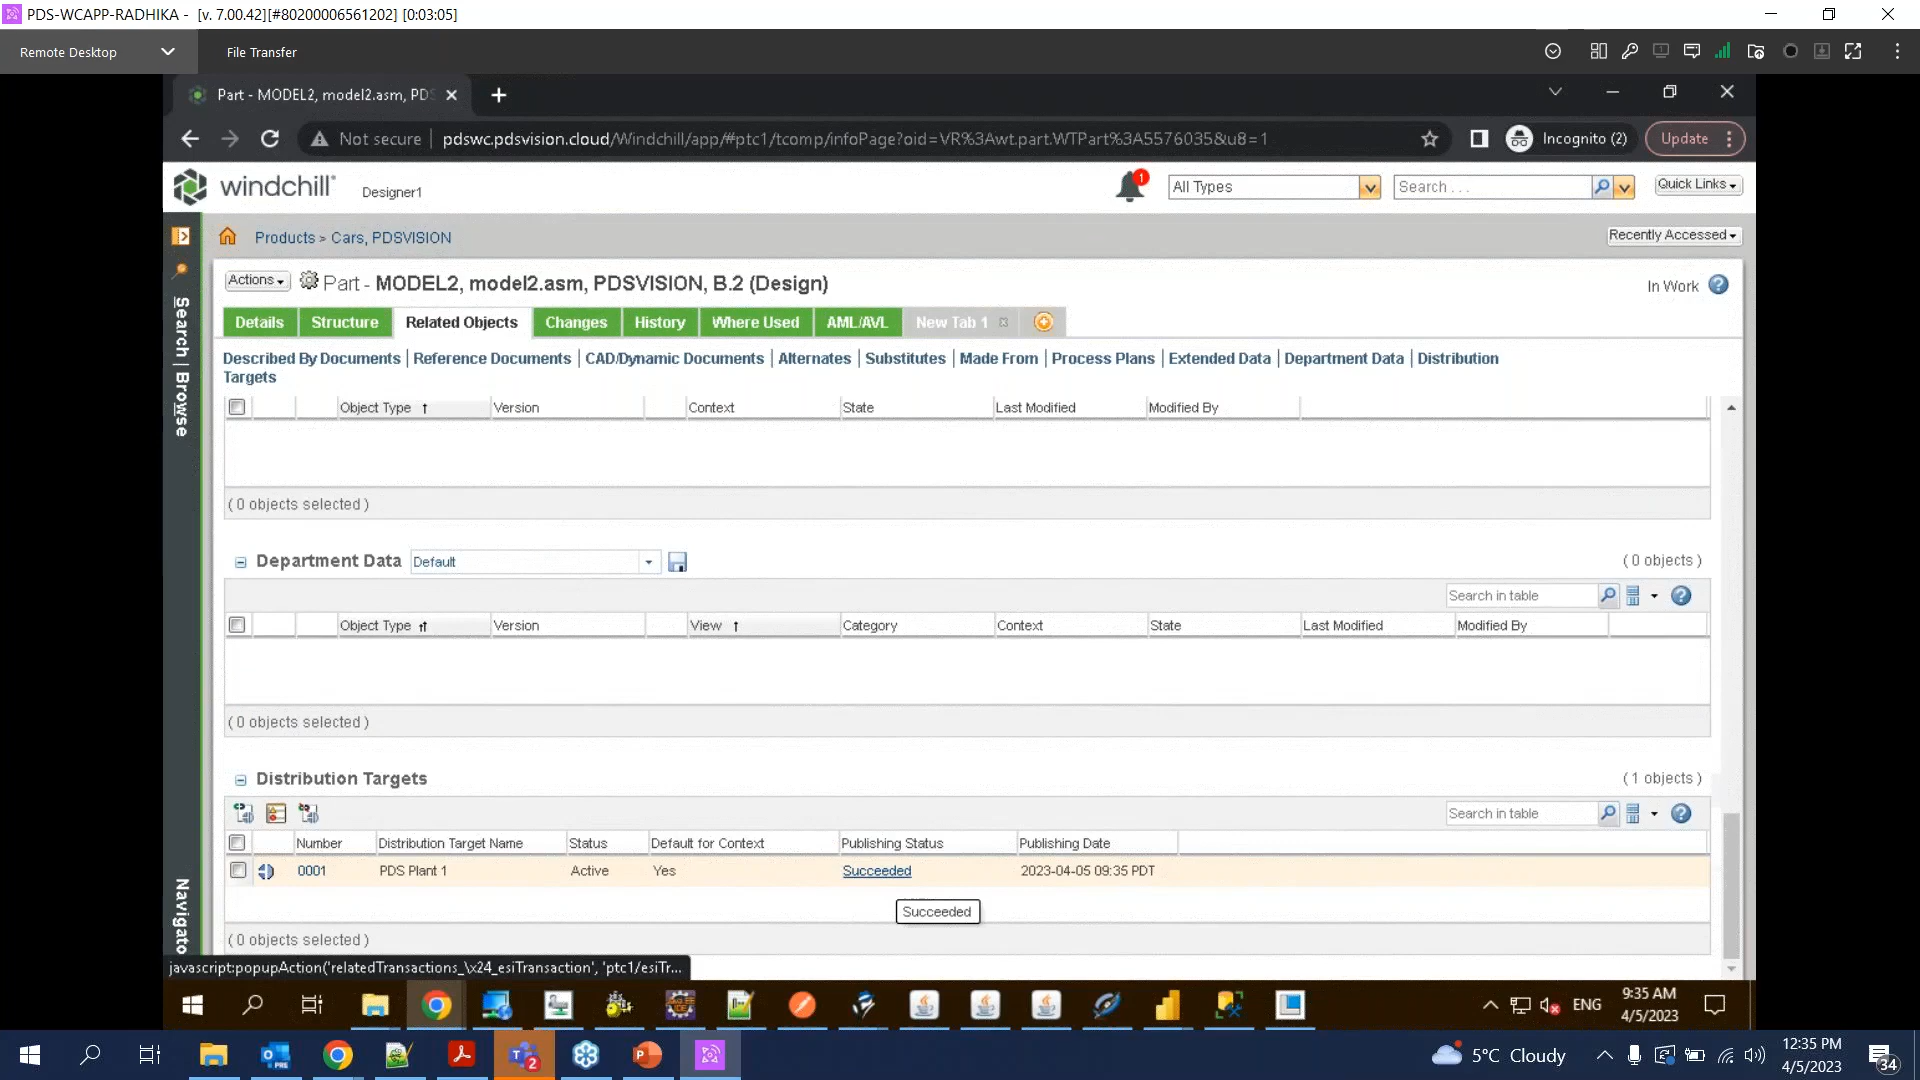 PDS-WCAPP-RADHIKA - [v. 7.00.42][#80200006561202] [0:03:05]
Remote Desktop
File Transfer
Part - MODEL2, model2.asm, PDS
Not secure
pdswc.pdsvision.cloud/Windchill/app/#ptc1/tcomp/infoPage?oid=VR%3Awt.part.WTPart%3A5576035&u8=1
Incognito (2)
Update
windchill
Designer1
1
All Types
Search . . .
Quick Links
Products > Cars, PDSVISION
Recently Accessed
Search | Browse
Navigato
Actions
Part - MODEL2, model2.asm, PDSVISION, B.2 (Design)
In Work
Details
Structure
Related Objects
Changes
History
Where Used
AML/AVL
New Tab 1
Described By Documents | Reference Documents | CAD/Dynamic Documents | Alternates | Substitutes | Made From | Process Plans | Extended Data | Department Data | Distribution
Targets
Object Type Version Context State Last Modified Modified By
( 0 objects selected )
Department Data
Default
( 0 objects )
Search in table
Object Type Version View Category Context State Last Modified Modified By
( 0 objects selected )
Distribution Targets
( 1 objects )
Search in table
Number Distribution Target Name Status Default for Context Publishing Status Publishing Date
0001 PDS Plant 1 Active Yes Succeeded 2023-04-05 09:35 PDT
Succeeded
( 0 objects selected )
javascript:popupAction('relatedTransactions_\x24_esiTransaction', 'ptc1/esiTr...
ENG
9:35 AM
4/5/2023
2
5°C Cloudy
12:35 PM
4/5/2023
34